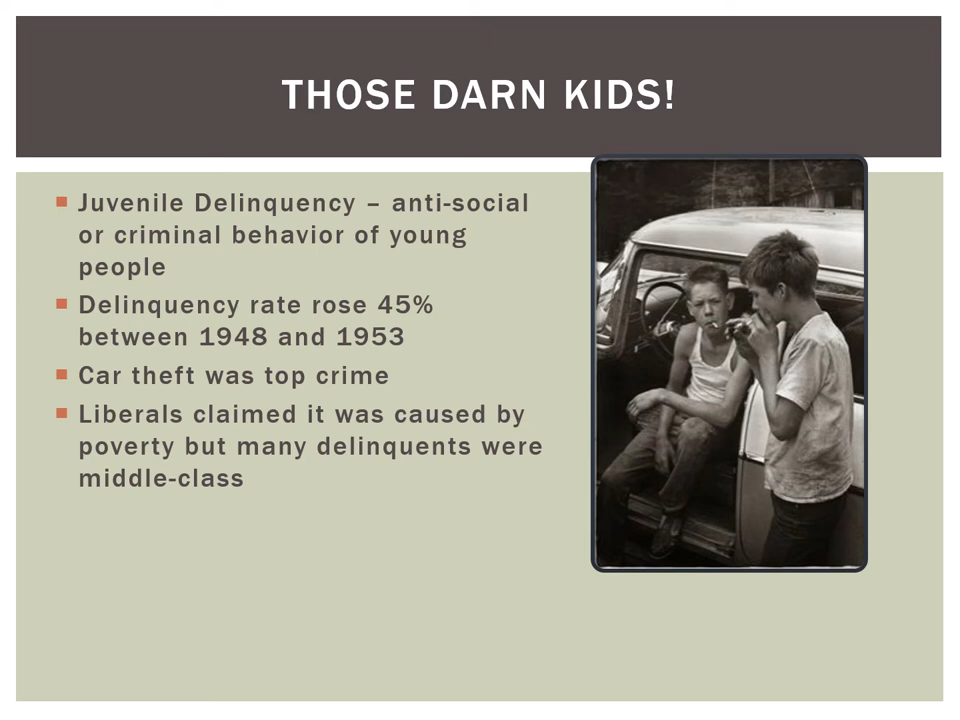 THOSE DARN KIDS!
Juvenile Delinquency – anti-social
or criminal behavior of young
people
Delinquency rate rose 45%
between 1948 and 1953
Car theft was top crime
Liberals claimed it was caused by
poverty but many delinquents were
middle-class